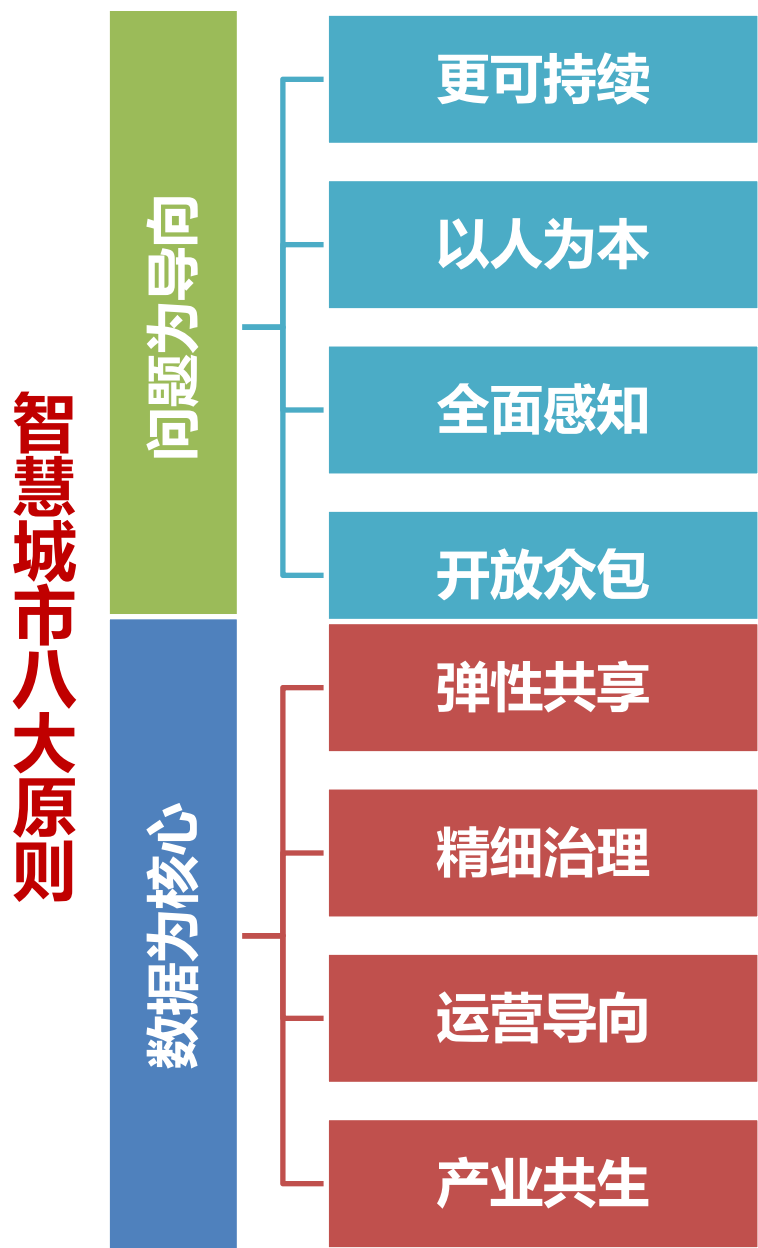 智慧城市八大原则
问题为导向
更可持续
以人为本
全面感知
开放众包
数据为核心
弹性共享
精细治理
运营导向
产业共生